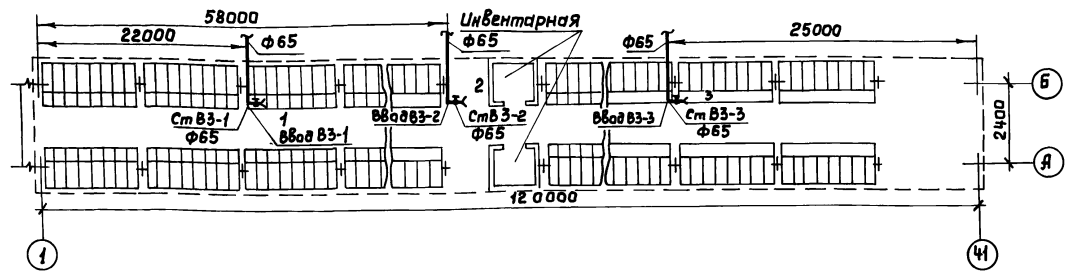 58000
22000
Ф65
Ф65
Инвентарная
Ф65
25000
Б
2
3
Ст В3-1
Ф65
1
Ввод В3-1
Ввод В3-2
Ст В3-2
Ф65
Ввод В3-3
Ст В3-3
Ф65
2400
А
120000
1
41